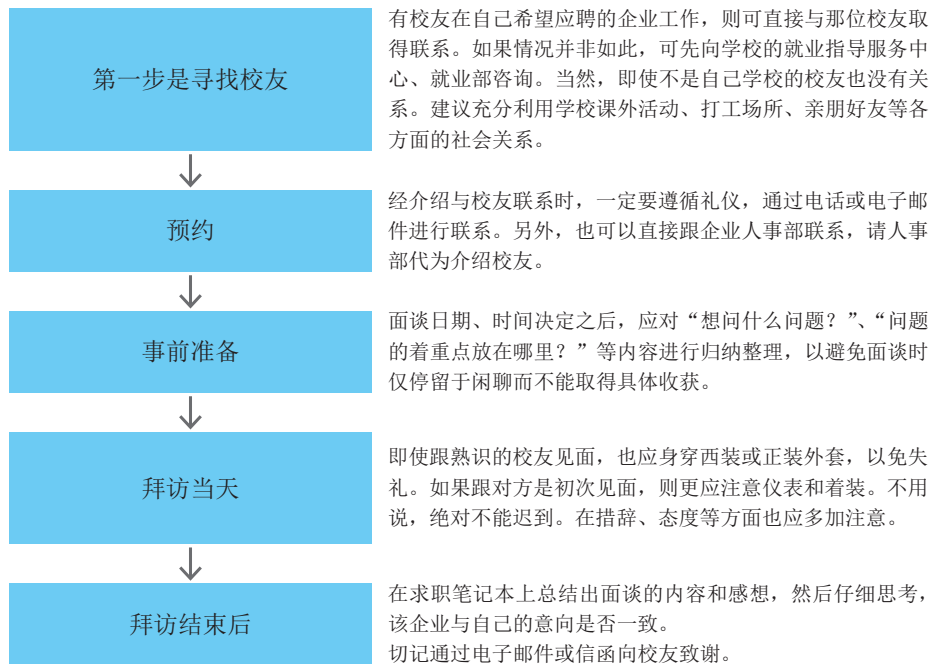 第一步是寻找校友
有校友在自己希望应聘的企业工作，则可直接与那位校友取
得联系。如果情况并非如此，可先向学校的就业指导服务中
心、就业部咨询。当然，即使不是自己学校的校友也没有关
系。建议充分利用学校课外活动、打工场所、亲朋好友等各
方面的社会关系。
预约
经介绍与校友联系时，一定要遵循礼仪，通过电话或电子邮
件进行联系。另外，也可以直接跟企业人事部联系，请人事
部代为介绍校友。
事前准备
面谈日期、时间决定之后，应对“想问什么问题？”、“问题
的着重点放在哪里？”等内容进行归纳整理，以避免面谈时
仅停留于闲聊而不能取得具体收获。
拜访当天
即使跟熟识的校友见面，也应身穿西装或正装外套，以免失
礼。如果跟对方是初次见面，则更应注意仪表和着装。不用
说，绝对不能迟到。在措辞、态度等方面也应多加注意。
拜访结束后
在求职笔记本上总结出面谈的内容和感想，然后仔细思考，
该企业与自己的意向是否一致。
切记通过电子邮件或信函向校友致谢。